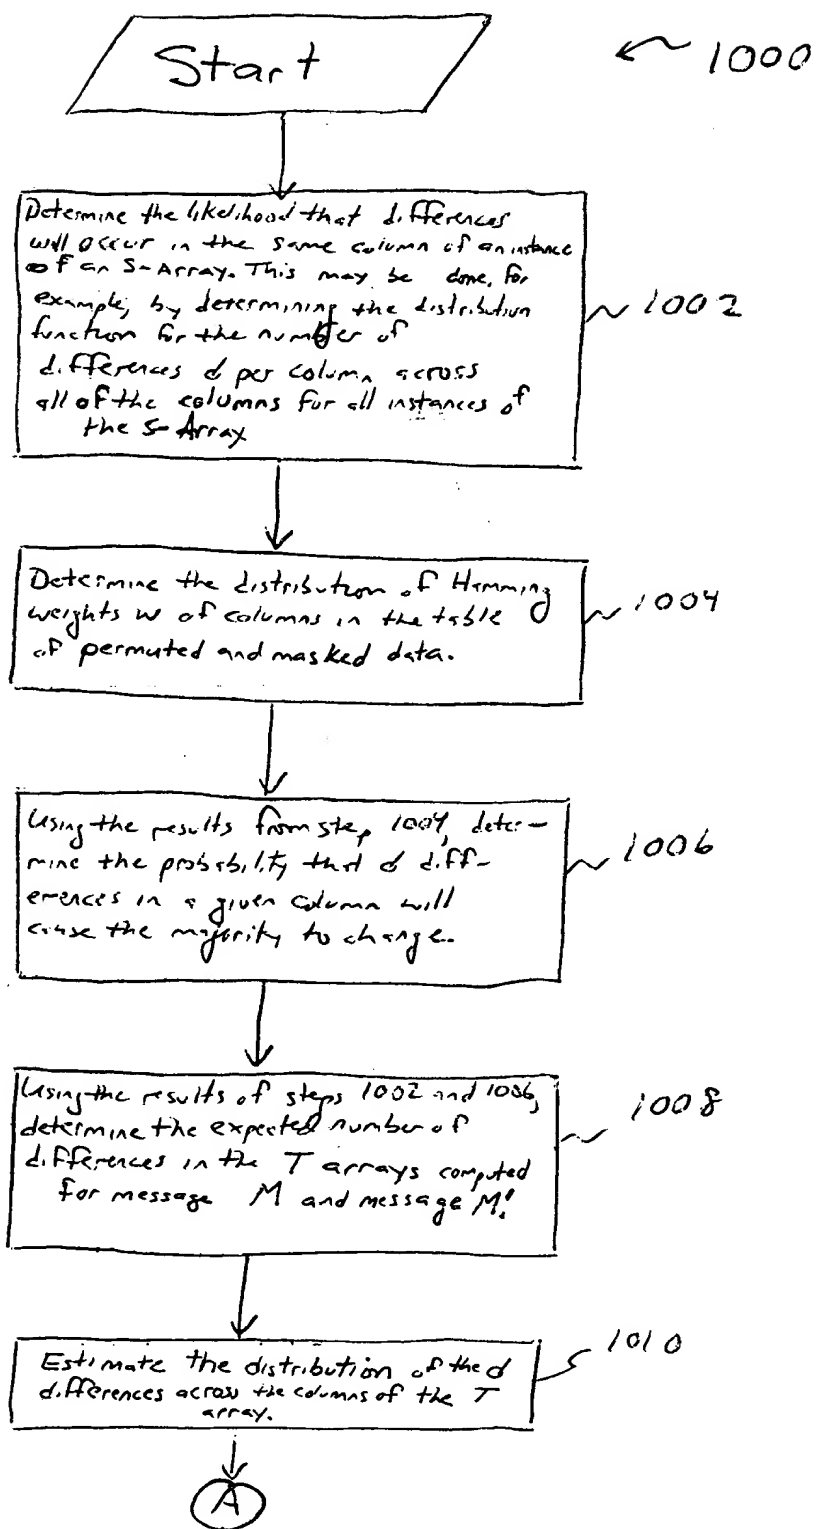 Start
1000
Determine the likelihood that differences
will occur in the same column of an instance
of an S-Array. This may be done, for
example, by determining the distribution
function for the number of
differences d per column across
all of the columns for all instances of
the S-Array
1002
Determine the distribution of Hamming
weights w of columns in the table
of permuted and masked data.
1004
Using the results from step 1004, deter-
mine the probability that d diff-
erences in a given column will
cause the majority to change.
1006
Using the results of steps 1002 and 1006,
determine the expected number of
differences in the T arrays computed
for message M and message M'.
1008
Estimate the distribution of the d
differences across the columns of the T
array.
1010
A